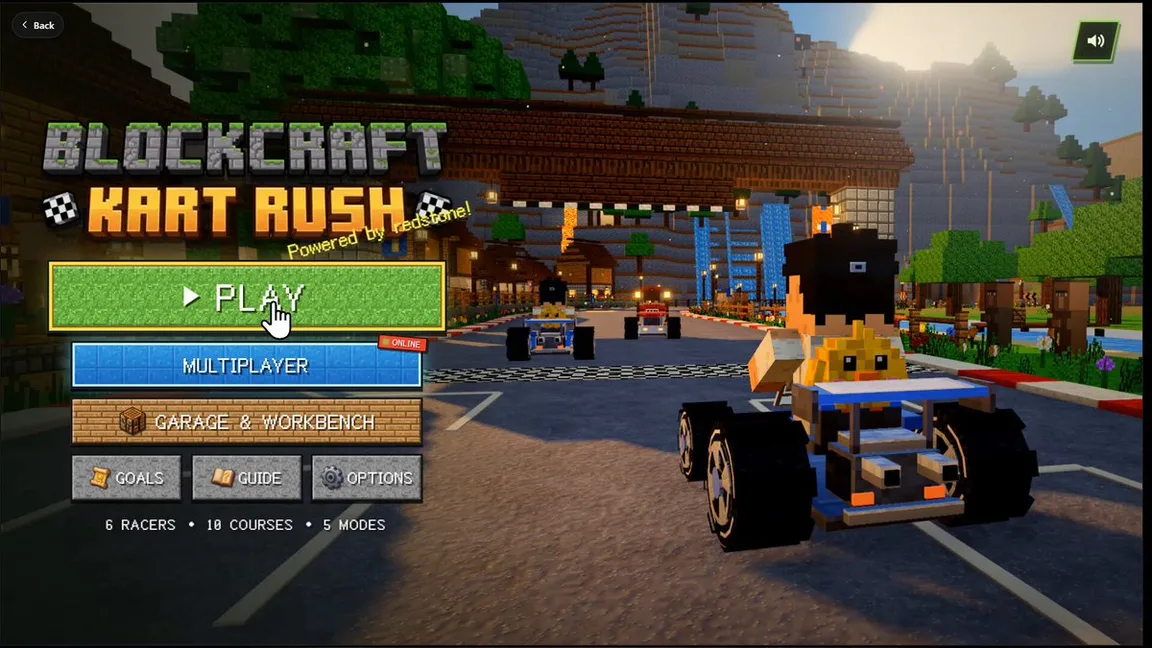 Back
BLOCKCRAFT
KART RUSH
Powered by redstone!
PLAY
ONLINE
MULTIPLAYER
GARAGE & WORKBENCH
GOALS
GUIDE
OPTIONS
6 RACERS • 10 COURSES • 5 MODES